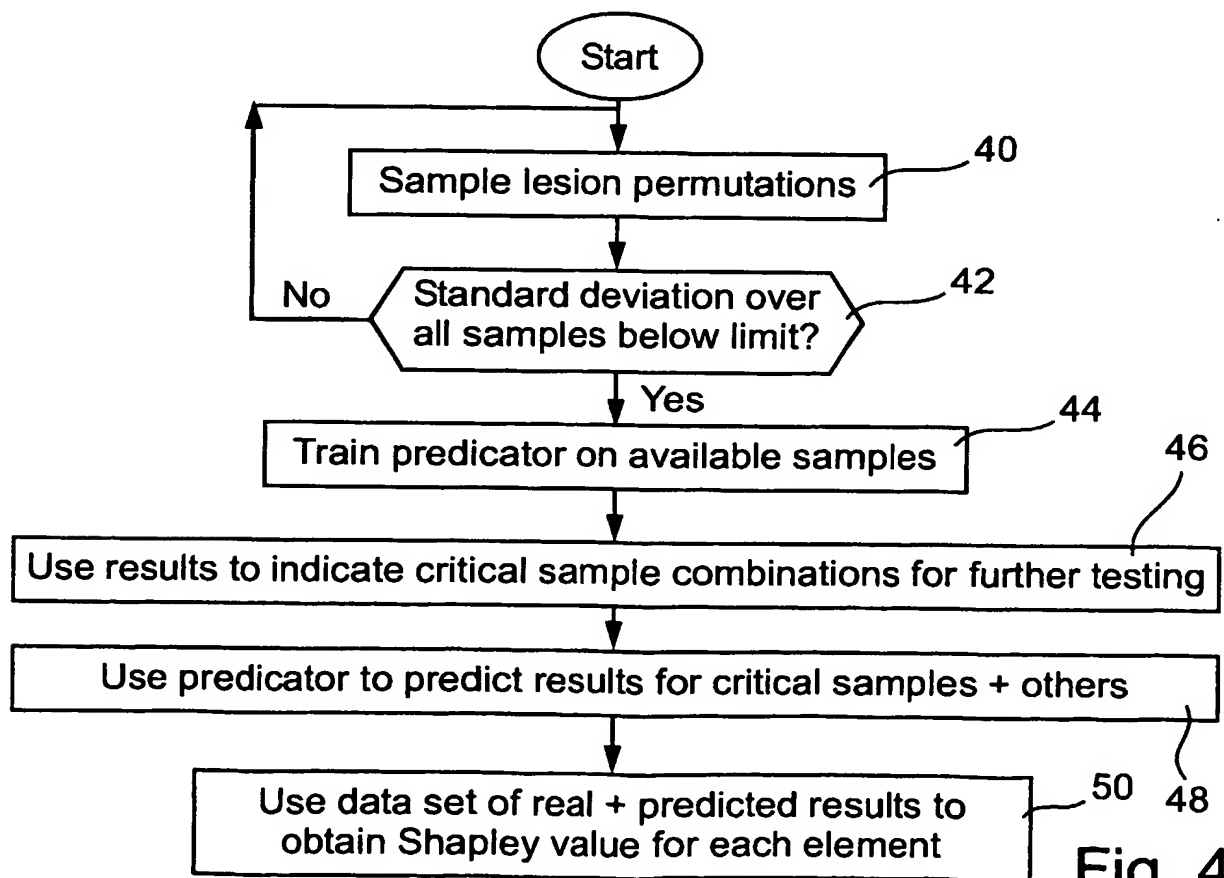 Start
Sample lesion permutations
40
Standard deviation over
all samples below limit?
42
No
Yes
Train predicator on available samples
44
46
Use results to indicate critical sample combinations for further testing
Use predicator to predict results for critical samples + others
48
Use data set of real + predicted results to
obtain Shapley value for each element
50
Fig. 4